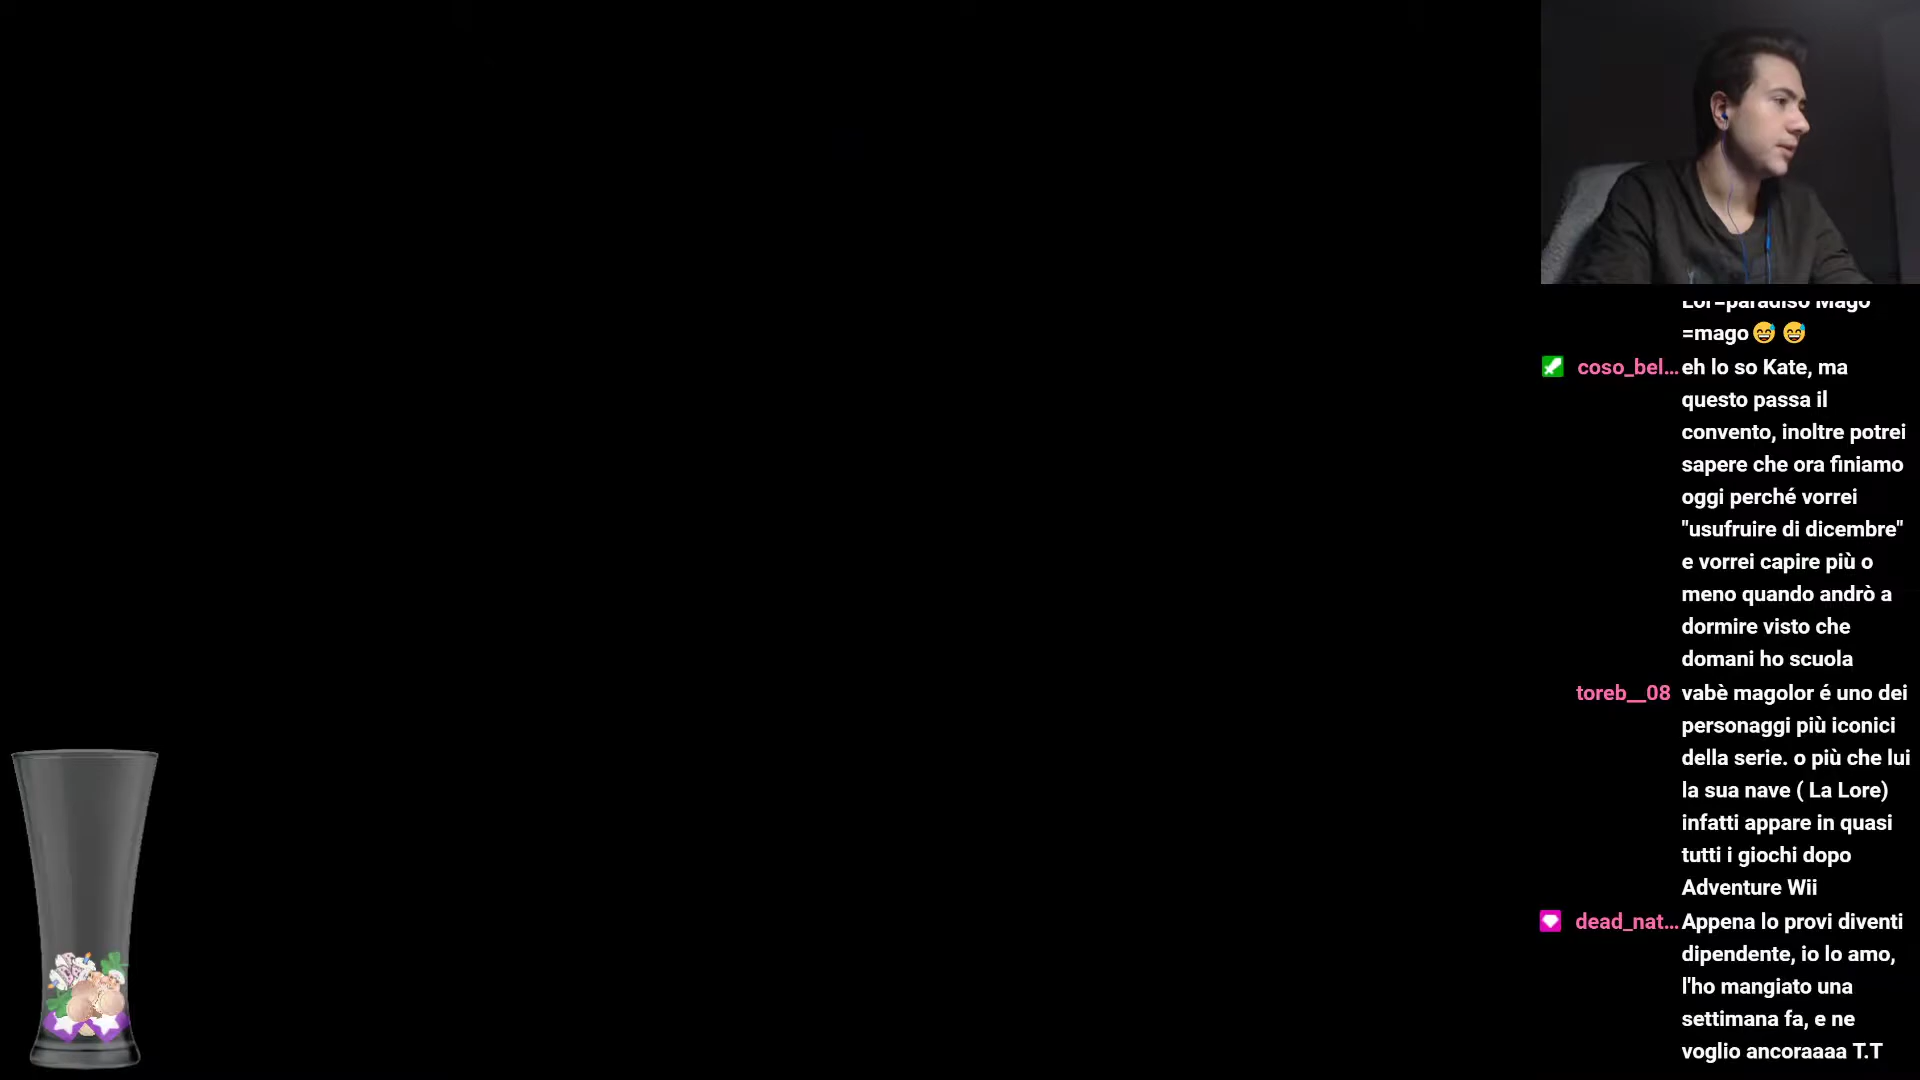 Lor=paradiso Mago
=mago😅 😅
coso_bel... eh lo so Kate, ma
questo passa il
convento, inoltre potrei
sapere che ora finiamo
oggi perché vorrei
"usufruire di dicembre"
e vorrei capire più o
meno quando andrò a
dormire visto che
domani ho scuola
toreb__08 vabè magolor é uno dei
personaggi più iconici
della serie. o più che lui
la sua nave ( La Lore)
infatti appare in quasi
tutti i giochi dopo
Adventure Wii
dead_nat... Appena lo provi diventi
dipendente, io lo amo,
l'ho mangiato una
settimana fa, e ne
voglio ancoraaaa T.T